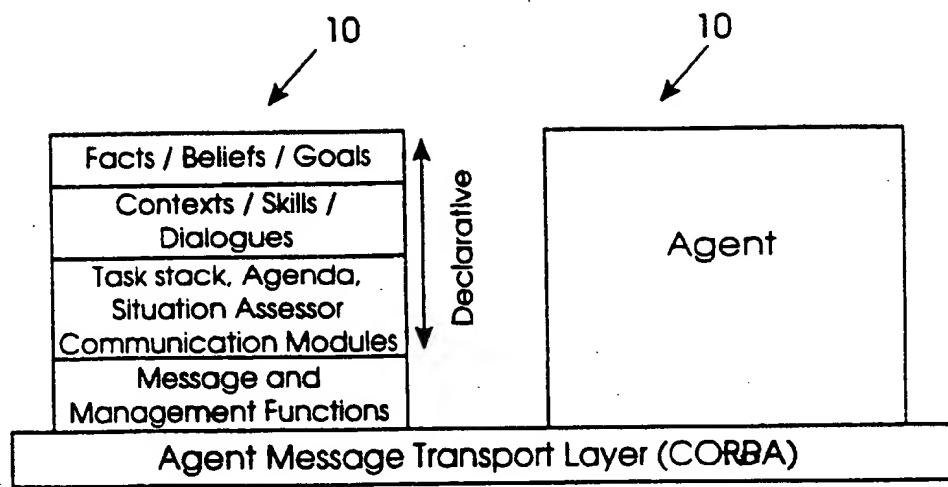 10
10
Facts / Beliefs / Goals
Contexts / Skills /
Dialogues
Task stack, Agenda,
Situation Assessor
Communication Modules
Message and
Management Functions
Declarative
Agent
Agent Message Transport Layer (CORBA)